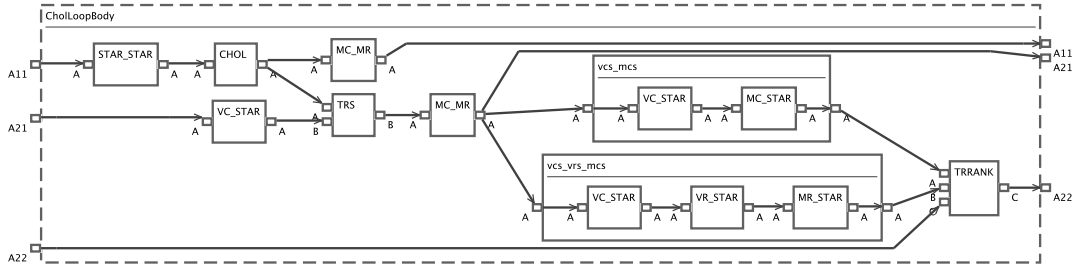 CholLoopBody
A11
A
STAR_STAR
A
A
CHOL
A
A
MC_MR
A
A11
A21
A21
A
VC_STAR
A
A
B
TRS
B
A
MC_MR
A
vcs_mcs
A
A
VC_STAR
A
A
MC_STAR
A
A
vcs_vrs_mcs
A
A
VC_STAR
A
A
VR_STAR
A
A
MR_STAR
A
A
A
B
C
TRRANK
C
A22
A22